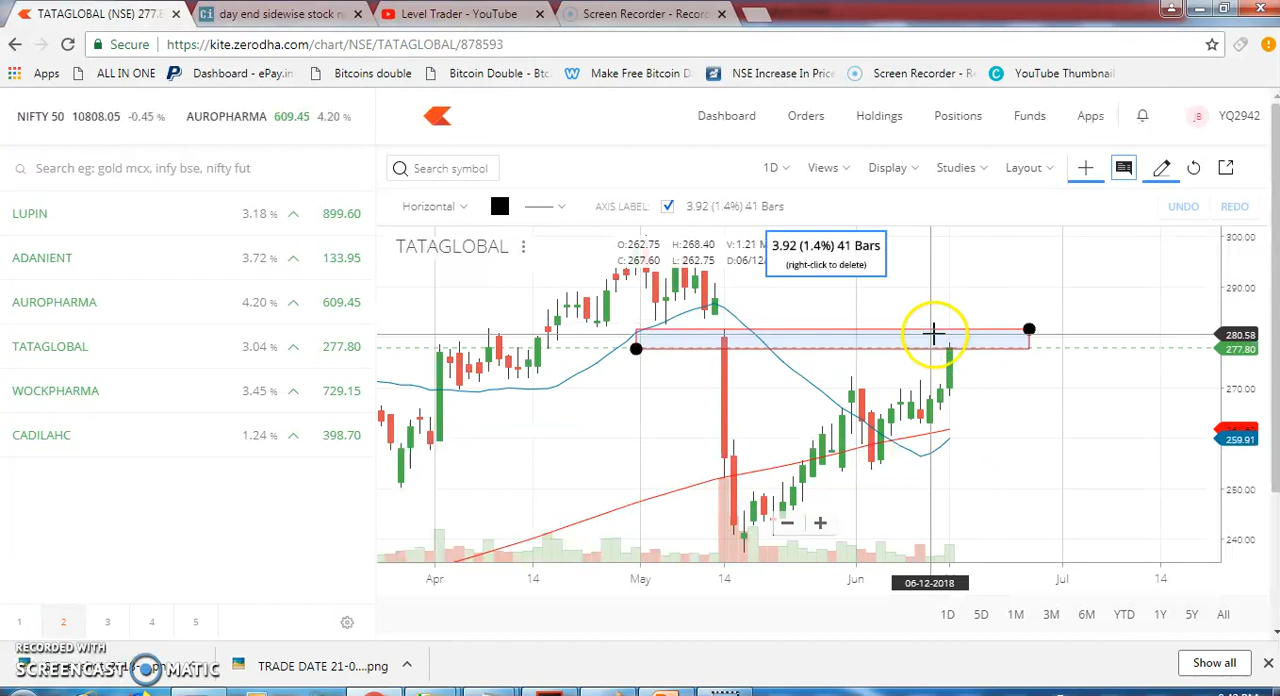 TATAGLOBAL (NSE) 277.8
day end sidewise stock n
Level Trader - YouTube
Screen Recorder - Record
Secure
https://kite.zerodha.com/chart/NSE/TATAGLOBAL/878593
Apps
ALL IN ONE
Dashboard - ePay.in
Bitcoins double
Bitcoin Double - Btc
Make Free Bitcoin D
NSE Increase In Price
Screen Recorder - Re
YouTube Thumbnail
NIFTY 50 10808.05 -0.45 %
AUROPHARMA 609.45 4.20 %
Dashboard
Orders
Holdings
Positions
Funds
Apps
JB
YQ2942
Search eg: gold mcx, infy bse, nifty fut
Search symbol
1D
Views
Display
Studies
Layout
LUPIN 3.18 % 899.60
ADANIENT 3.72 % 133.95
AUROPHARMA 4.20 % 609.45
TATAGLOBAL 3.04 % 277.80
WOCKPHARMA 3.45 % 729.15
CADILAHC 1.24 % 398.70
Horizontal
AXIS LABEL:
3.92 (1.4%) 41 Bars
UNDO
REDO
TATAGLOBAL
O:262.75 H:268.40 V:1.21 M
C:267.60 L:262.75 D:06/12/
3.92 (1.4%) 41 Bars
(right-click to delete)
300.00
290.00
280.58
277.80
270.00
259.91
250.00
240.00
Apr
14
May
14
Jun
06-12-2018
Jul
14
1D
5D
1M
3M
6M
YTD
1Y
5Y
All
1
2
3
4
5
RECORDED WITH
SCREENCAST MATIC
TRADE DATE 21-0....png
Show all